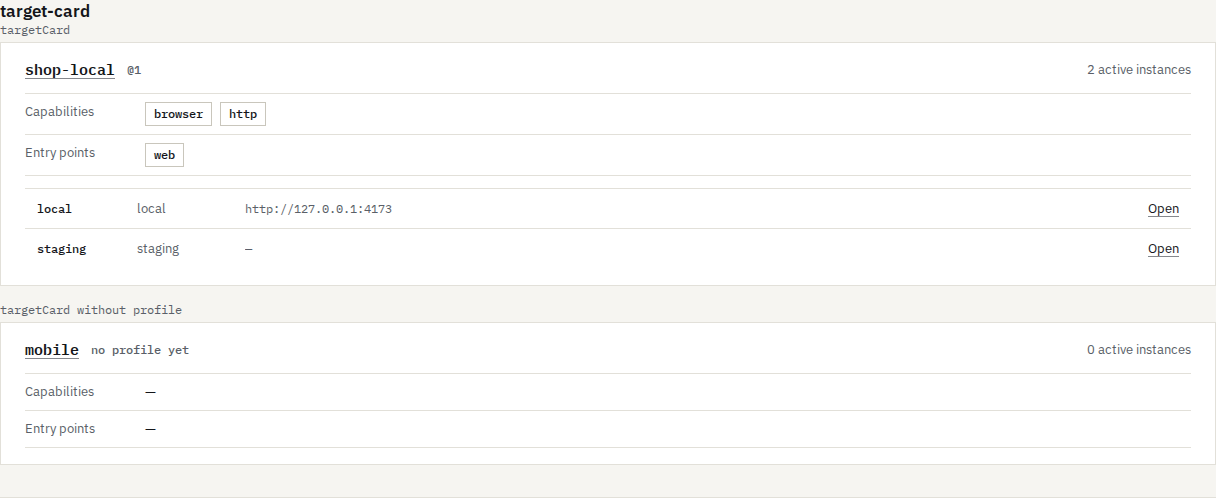 target-card
targetCard
shop-local @1 2 active instances
Capabilities browser http
Entry points web
local local http://127.0.0.1:4173 Open
staging staging — Open
targetCard without profile
mobile no profile yet 0 active instances
Capabilities —
Entry points —